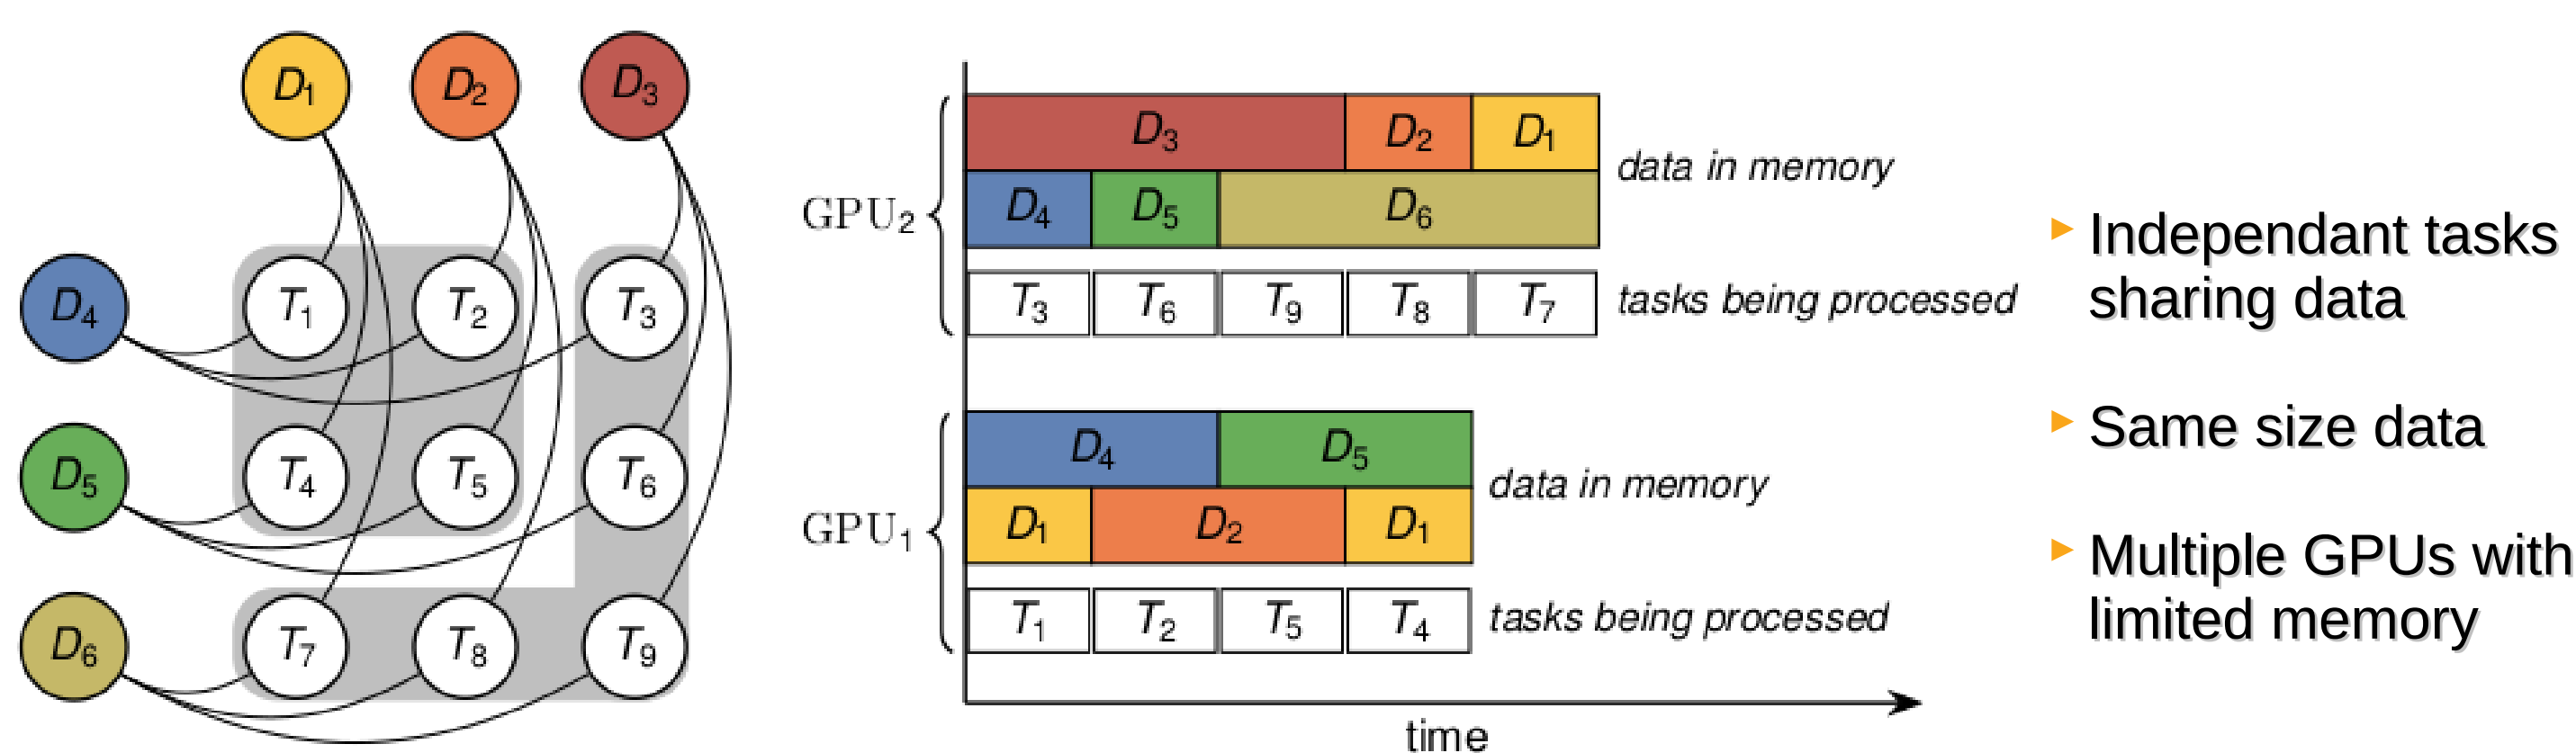 D1 D2 D3
D4 T1 T2 T3
D5 T4 T5 T6
D6 T7 T8 T9
GPU2
D3 D2 D1
D4 D5 D6
data in memory
T3 T6 T9 T8 T7
tasks being processed
GPU1
D4 D5
D1 D2 D1
data in memory
T1 T2 T5 T4
tasks being processed
time
Independant tasks
sharing data
Same size data
Multiple GPUs with
limited memory